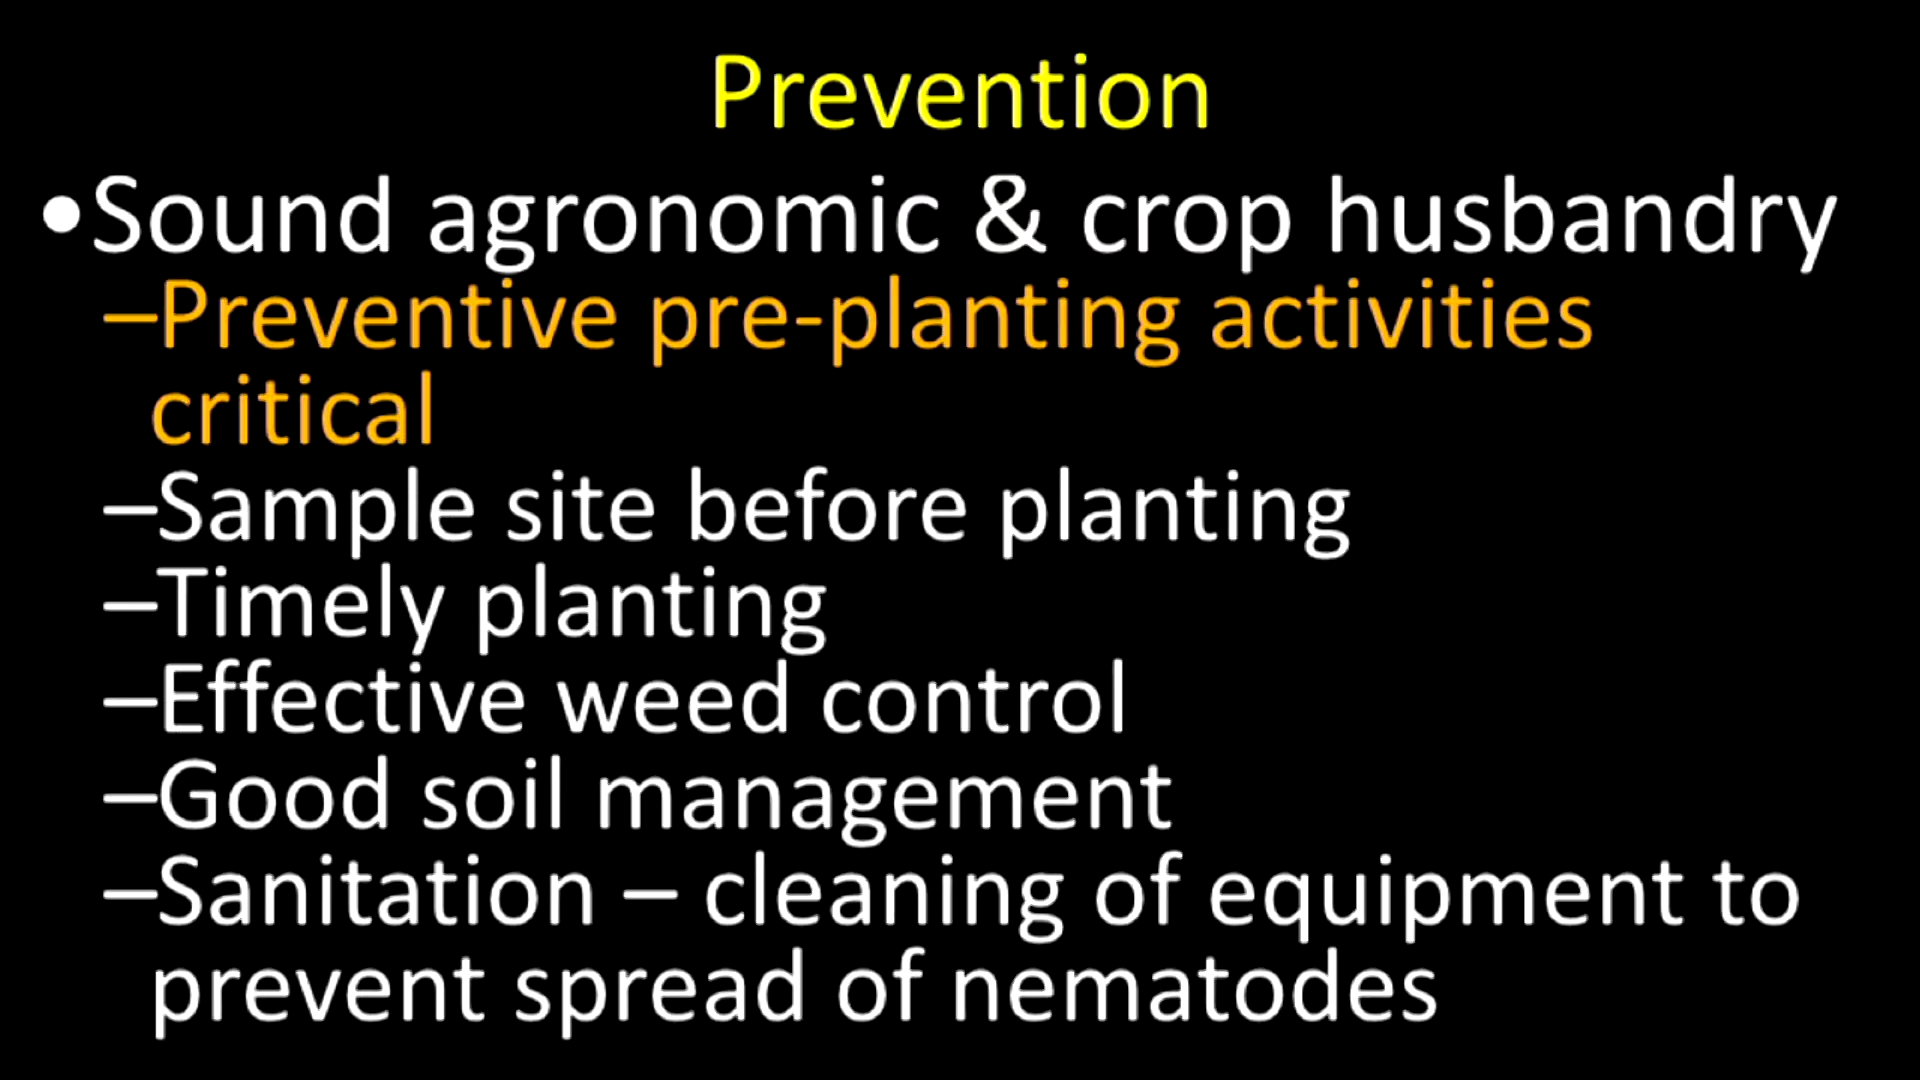 Prevention
•Sound agronomic & crop husbandry
–Preventive pre-planting activities
critical
–Sample site before planting
–Timely planting
–Effective weed control
–Good soil management
–Sanitation – cleaning of equipment to
prevent spread of nematodes